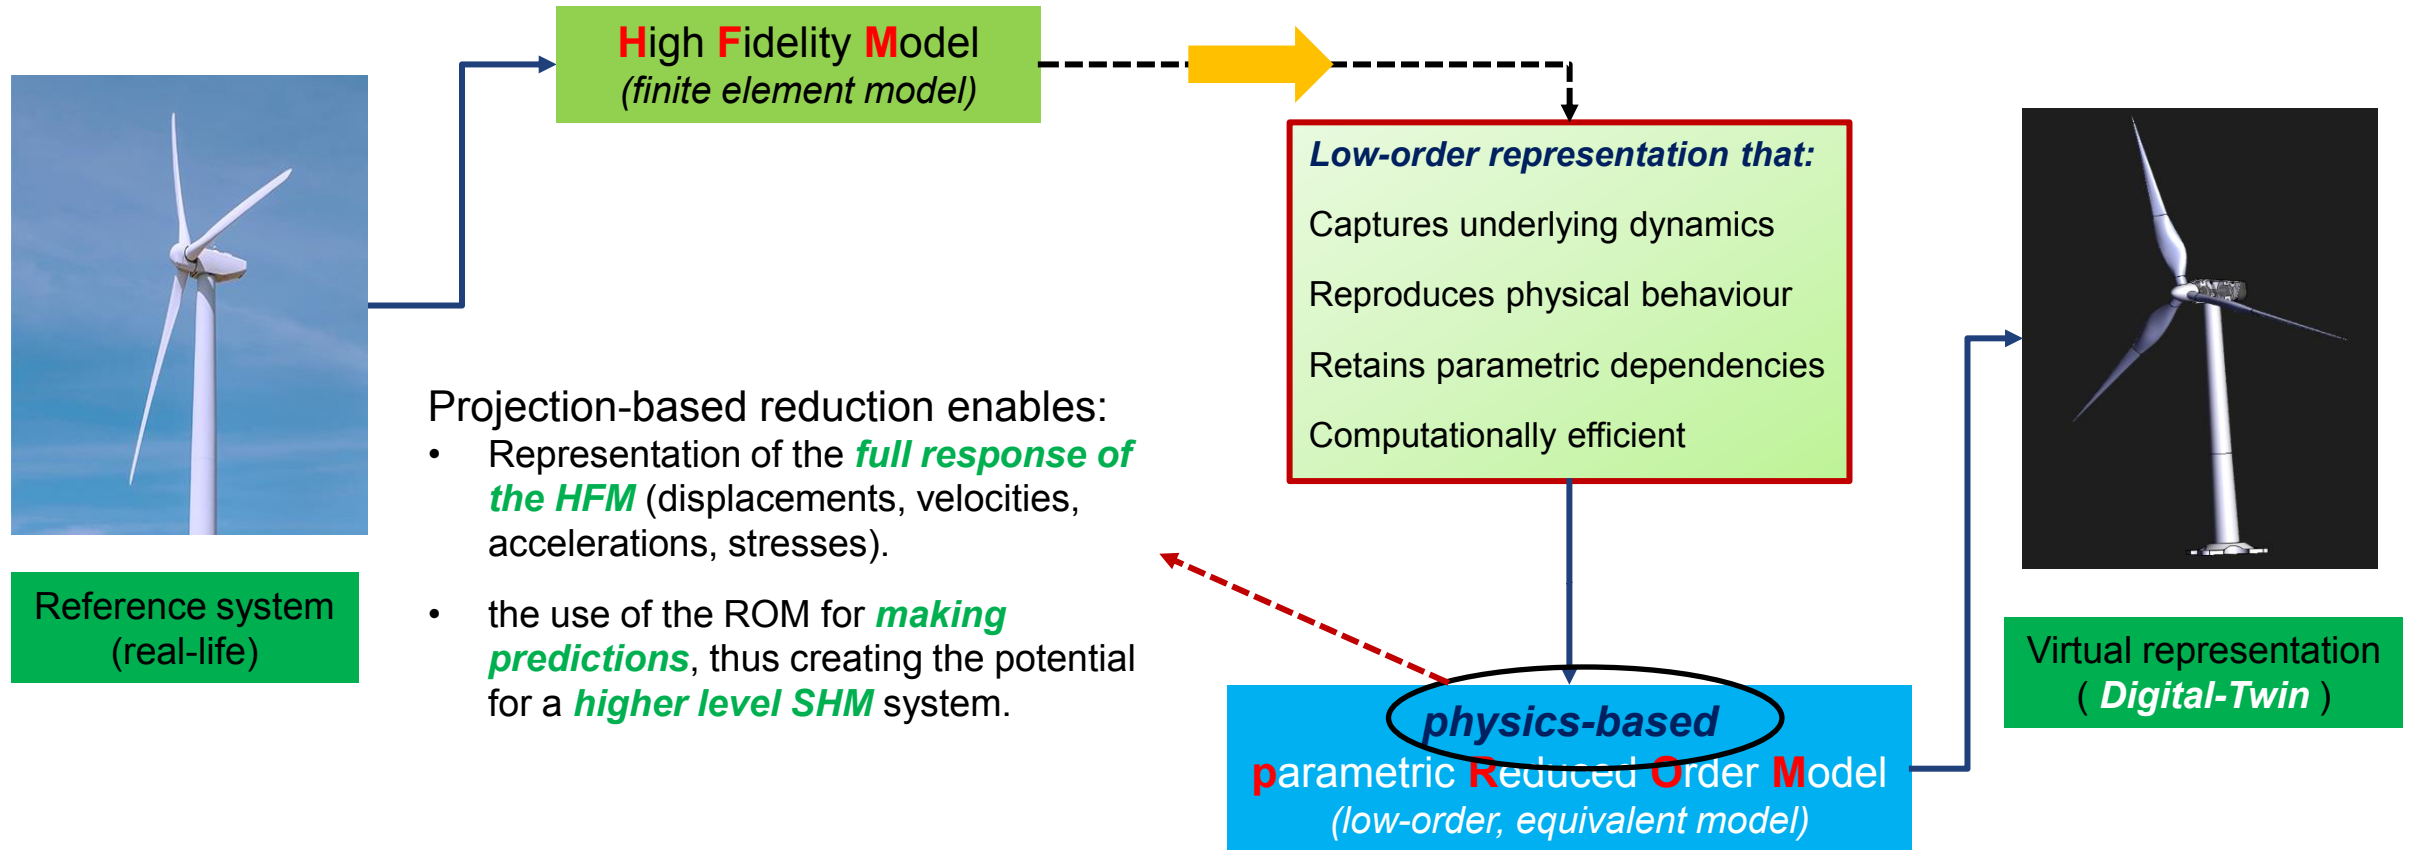 High Fidelity Model
(finite element model)
Low-order representation that:
Captures underlying dynamics
Reproduces physical behaviour
Retains parametric dependencies
Computationally efficient
Projection-based reduction enables:
• Representation of the full response of
the HFM (displacements, velocities,
accelerations, stresses).
• the use of the ROM for making
predictions, thus creating the potential
for a higher level SHM system.
Reference system
(real-life)
physics-based
parametric Reduced Order Model
(low-order, equivalent model)
Virtual representation
( Digital-Twin )